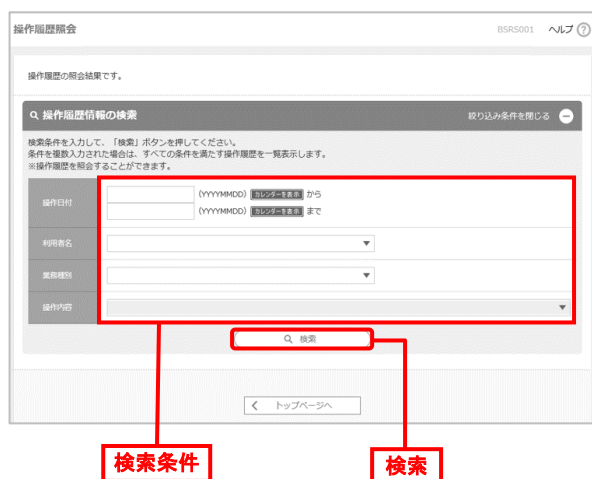 操作履歴照会
BSRS001 ヘルプ ?
操作履歴の照会結果です。
操作履歴情報の検索
絞り込み条件を閉じる
検索条件を入力して、「検索」ボタンを押してください。
条件を複数入力された場合は、すべての条件を満たす操作履歴を一覧表示します。
※操作履歴を照会することができます。
操作日付
(YYYYMMDD) カレンダーを表示 から
(YYYYMMDD) カレンダーを表示 まで
利用者名
業務種別
操作内容
検索
トップページへ
検索条件
検索